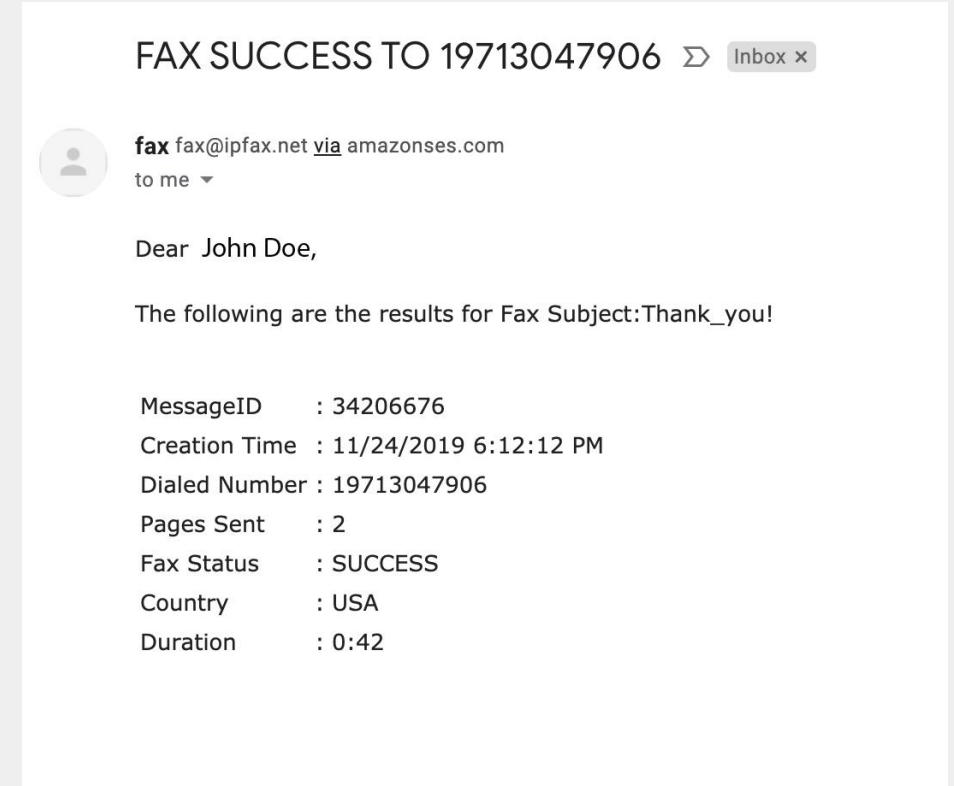 FAX SUCCESS TO 19713047906 Inbox ×
fax fax@ipfax.net via amazonses.com
to me
Dear John Doe,
The following are the results for Fax Subject:Thank_you!
MessageID : 34206676
Creation Time : 11/24/2019 6:12:12 PM
Dialed Number : 19713047906
Pages Sent : 2
Fax Status : SUCCESS
Country : USA
Duration : 0:42